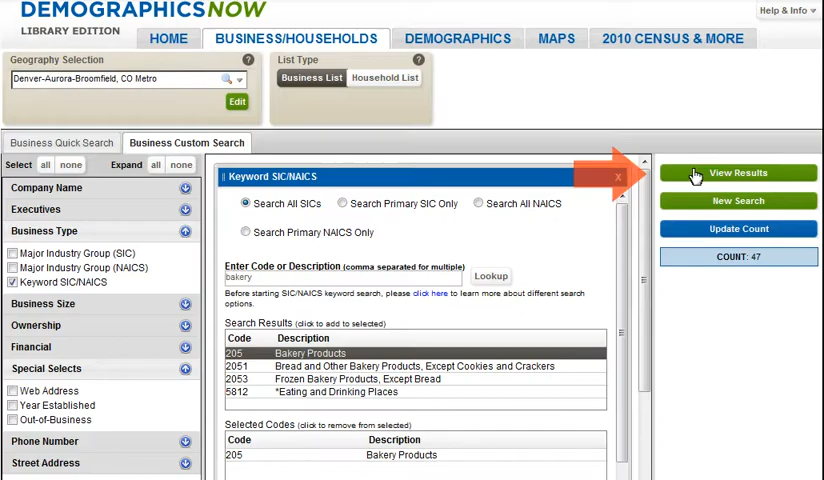 DEMOGRAPHICSNOW
LIBRARY EDITION
Help & Info
HOME
BUSINESS/HOUSEHOLDS
DEMOGRAPHICS
MAPS
2010 CENSUS & MORE
Geography Selection
?
Denver-Aurora-Broomfield, CO Metro
Edit
List Type
?
Business List
Household List
Business Quick Search
Business Custom Search
Select all none Expand all none
Company Name
Executives
Business Type
Major Industry Group (SIC)
Major Industry Group (NAICS)
Keyword SIC/NAICS
Business Size
Ownership
Financial
Special Selects
Web Address
Year Established
Out-of-Business
Phone Number
Street Address
Keyword SIC/NAICS
X
Search All SICs Search Primary SIC Only Search All NAICS
Search Primary NAICS Only
Enter Code or Description (comma separated for multiple)
bakery
Lookup
Before starting SIC/NAICS keyword search, please click here to learn more about different search
options.
Search Results (click to add to selected)
Code Description
205 Bakery Products
2051 Bread and Other Bakery Products, Except Cookies and Crackers
2053 Frozen Bakery Products, Except Bread
5812 *Eating and Drinking Places
Selected Codes (click to remove from selected)
Code Description
205 Bakery Products
View Results
New Search
Update Count
COUNT: 47